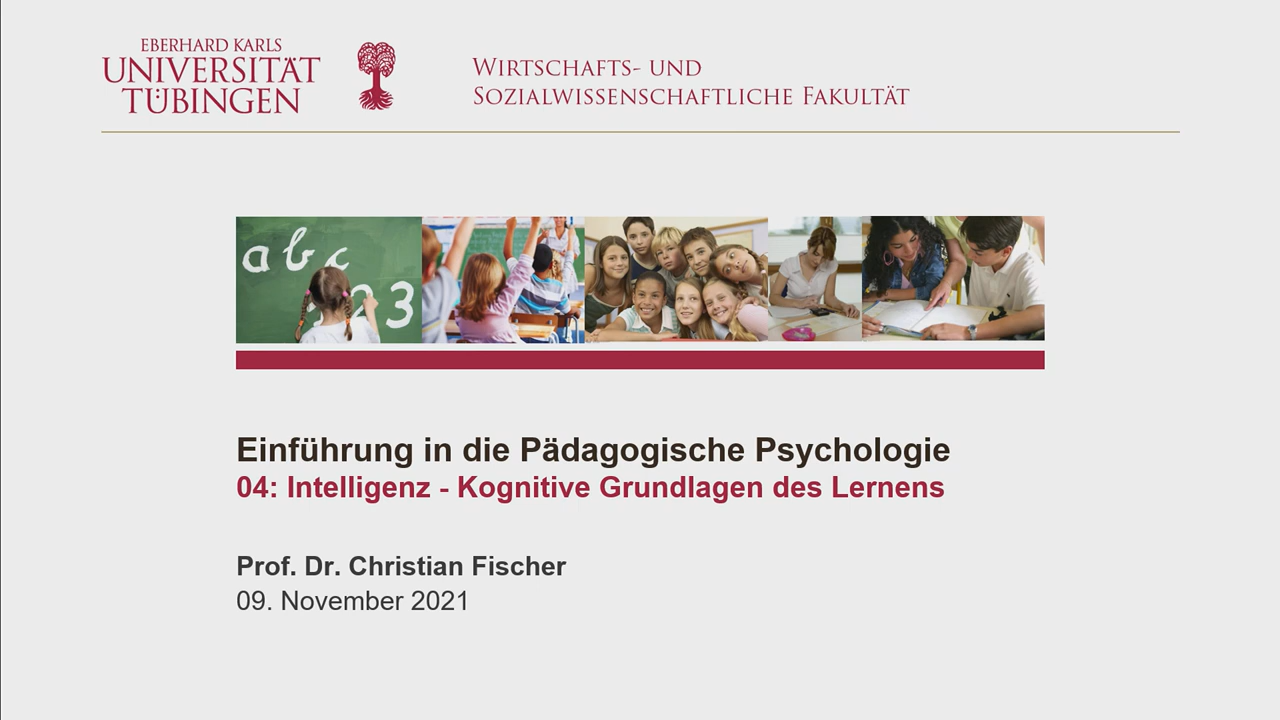 EBERHARD KARLS
UNIVERSITÄT
TÜBINGEN
WIRTSCHAFTS- UND
SOZIALWISSENSCHAFTLICHE FAKULTÄT
abc
123
Einführung in die Pädagogische Psychologie
04: Intelligenz - Kognitive Grundlagen des Lernens
Prof. Dr. Christian Fischer
09. November 2021